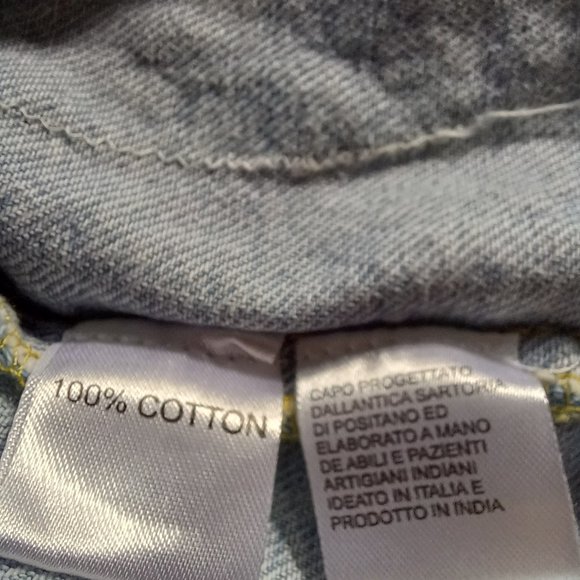 100% COTTON
CAPO PROGETTATO
DALLANTICA SARTORIA
DI POSITANO ED
ELABORATO A MANO
DE ABILI E PAZIENTI
ARTIGIANI INDIANI
IDEATO IN ITALIA E
PRODOTTO IN INDIA